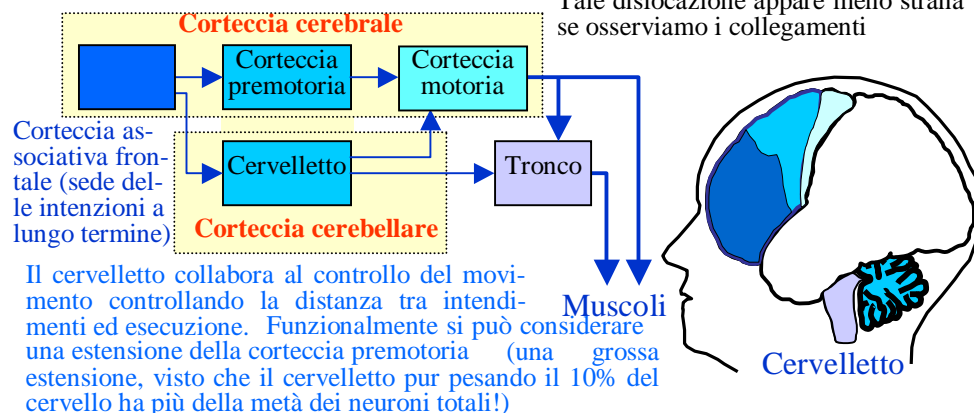 Tale dislocazione appare meno strana
se osserviamo i collegamenti
Corteccia cerebrale
Corteccia
premotoria
Corteccia
motoria
Corteccia as-
sociativa fron-
tale (sede del-
le intenzioni a
lungo termine)
Cervelletto
Tronco
Corteccia cerebellare
Il cervelletto collabora al controllo del movi-
mento controllando la distanza tra intendi-
menti ed esecuzione. Funzionalmente si può considerare
una estensione della corteccia premotoria (una grossa
estensione, visto che il cervelletto pur pesando il 10% del
cervello ha più della metà dei neuroni totali!)
Muscoli
Cervelletto